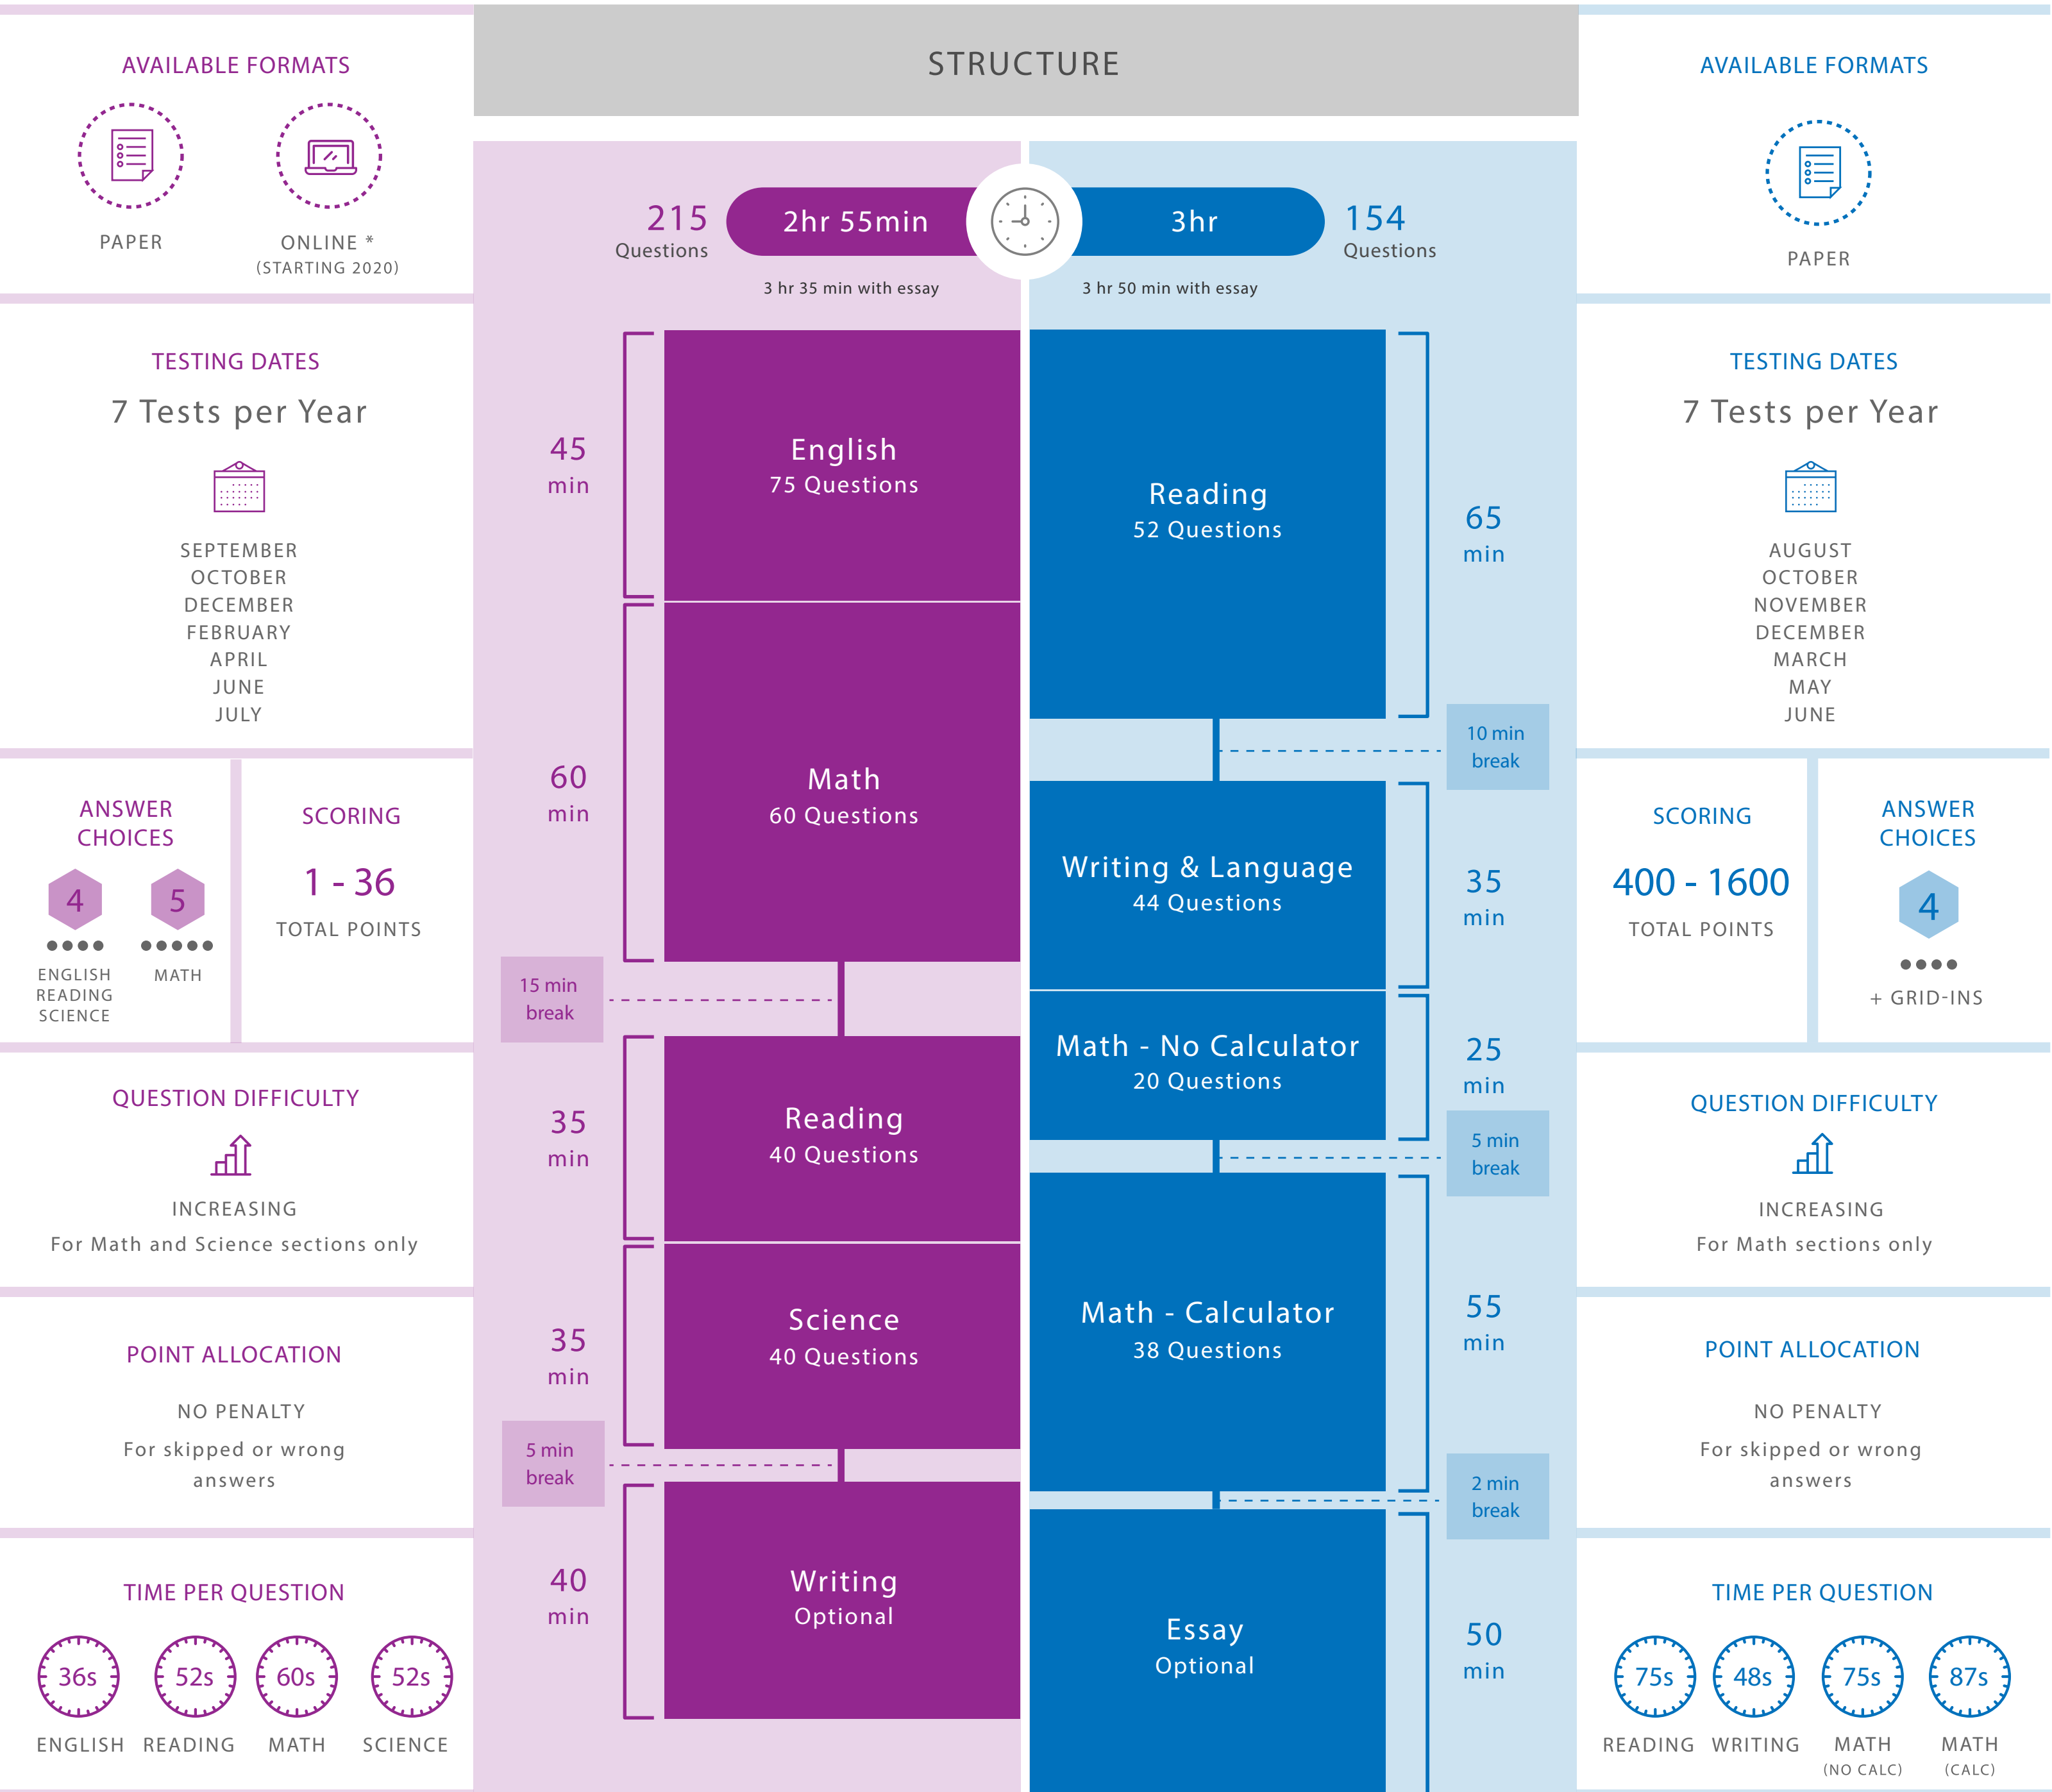 STRUCTURE
AVAILABLE FORMATS
PAPER
ONLINE *
(STARTING 2020)
TESTING DATES
7 Tests per Year
SEPTEMBER
OCTOBER
DECEMBER
FEBRUARY
APRIL
JUNE
JULY
ANSWER
CHOICES
4
5
ENGLISH
READING
SCIENCE
MATH
SCORING
1 - 36
TOTAL POINTS
QUESTION DIFFICULTY
INCREASING
For Math and Science sections only
POINT ALLOCATION
NO PENALTY
For skipped or wrong
answers
TIME PER QUESTION
36s
52s
60s
52s
ENGLISH
READING
MATH
SCIENCE
215
Questions
2hr 55min
3 hr 35 min with essay
45
min
English
75 Questions
60
min
Math
60 Questions
15 min
break
35
min
Reading
40 Questions
35
min
Science
40 Questions
5 min
break
40
min
Writing
Optional
3hr
154
Questions
3 hr 50 min with essay
Reading
52 Questions
65
min
10 min
break
Writing & Language
44 Questions
35
min
Math - No Calculator
20 Questions
25
min
5 min
break
Math - Calculator
38 Questions
55
min
2 min
break
Essay
Optional
50
min
AVAILABLE FORMATS
PAPER
TESTING DATES
7 Tests per Year
AUGUST
OCTOBER
NOVEMBER
DECEMBER
MARCH
MAY
JUNE
SCORING
400 - 1600
TOTAL POINTS
ANSWER
CHOICES
4
+ GRID-INS
QUESTION DIFFICULTY
INCREASING
For Math sections only
POINT ALLOCATION
NO PENALTY
For skipped or wrong
answers
TIME PER QUESTION
75s
48s
75s
87s
READING
WRITING
MATH
(NO CALC)
MATH
(CALC)